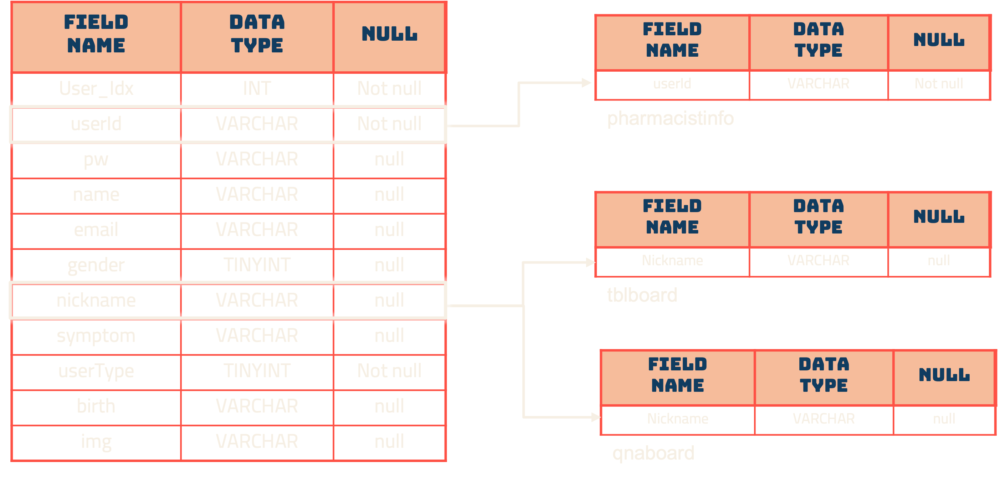 FIELD NAME DATA TYPE NULL
User_Idx INT Not null
userId VARCHAR Not null
pw VARCHAR null
name VARCHAR null
email VARCHAR null
gender TINYINT null
nickname VARCHAR null
symptom VARCHAR null
userType TINYINT Not null
birth VARCHAR null
img VARCHAR null
FIELD NAME DATA TYPE NULL
userId VARCHAR Not null
pharmacistinfo
FIELD NAME DATA TYPE NULL
Nickname VARCHAR null
tblboard
FIELD NAME DATA TYPE NULL
Nickname VARCHAR null
qnaboard